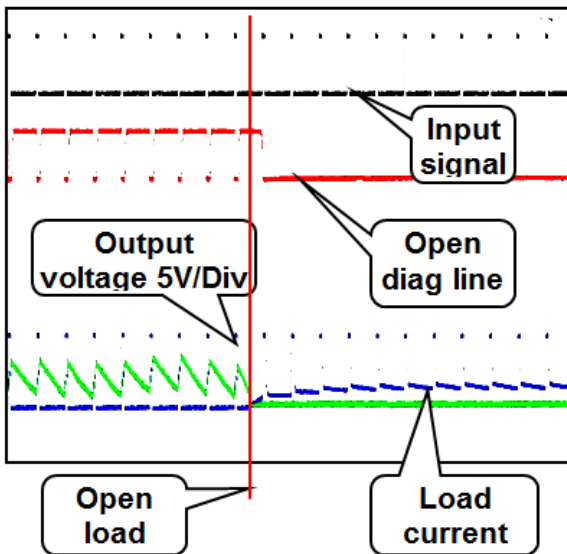 Input
signal
Output
voltage 5V/Div
Open
diag line
Open
load
Load
current